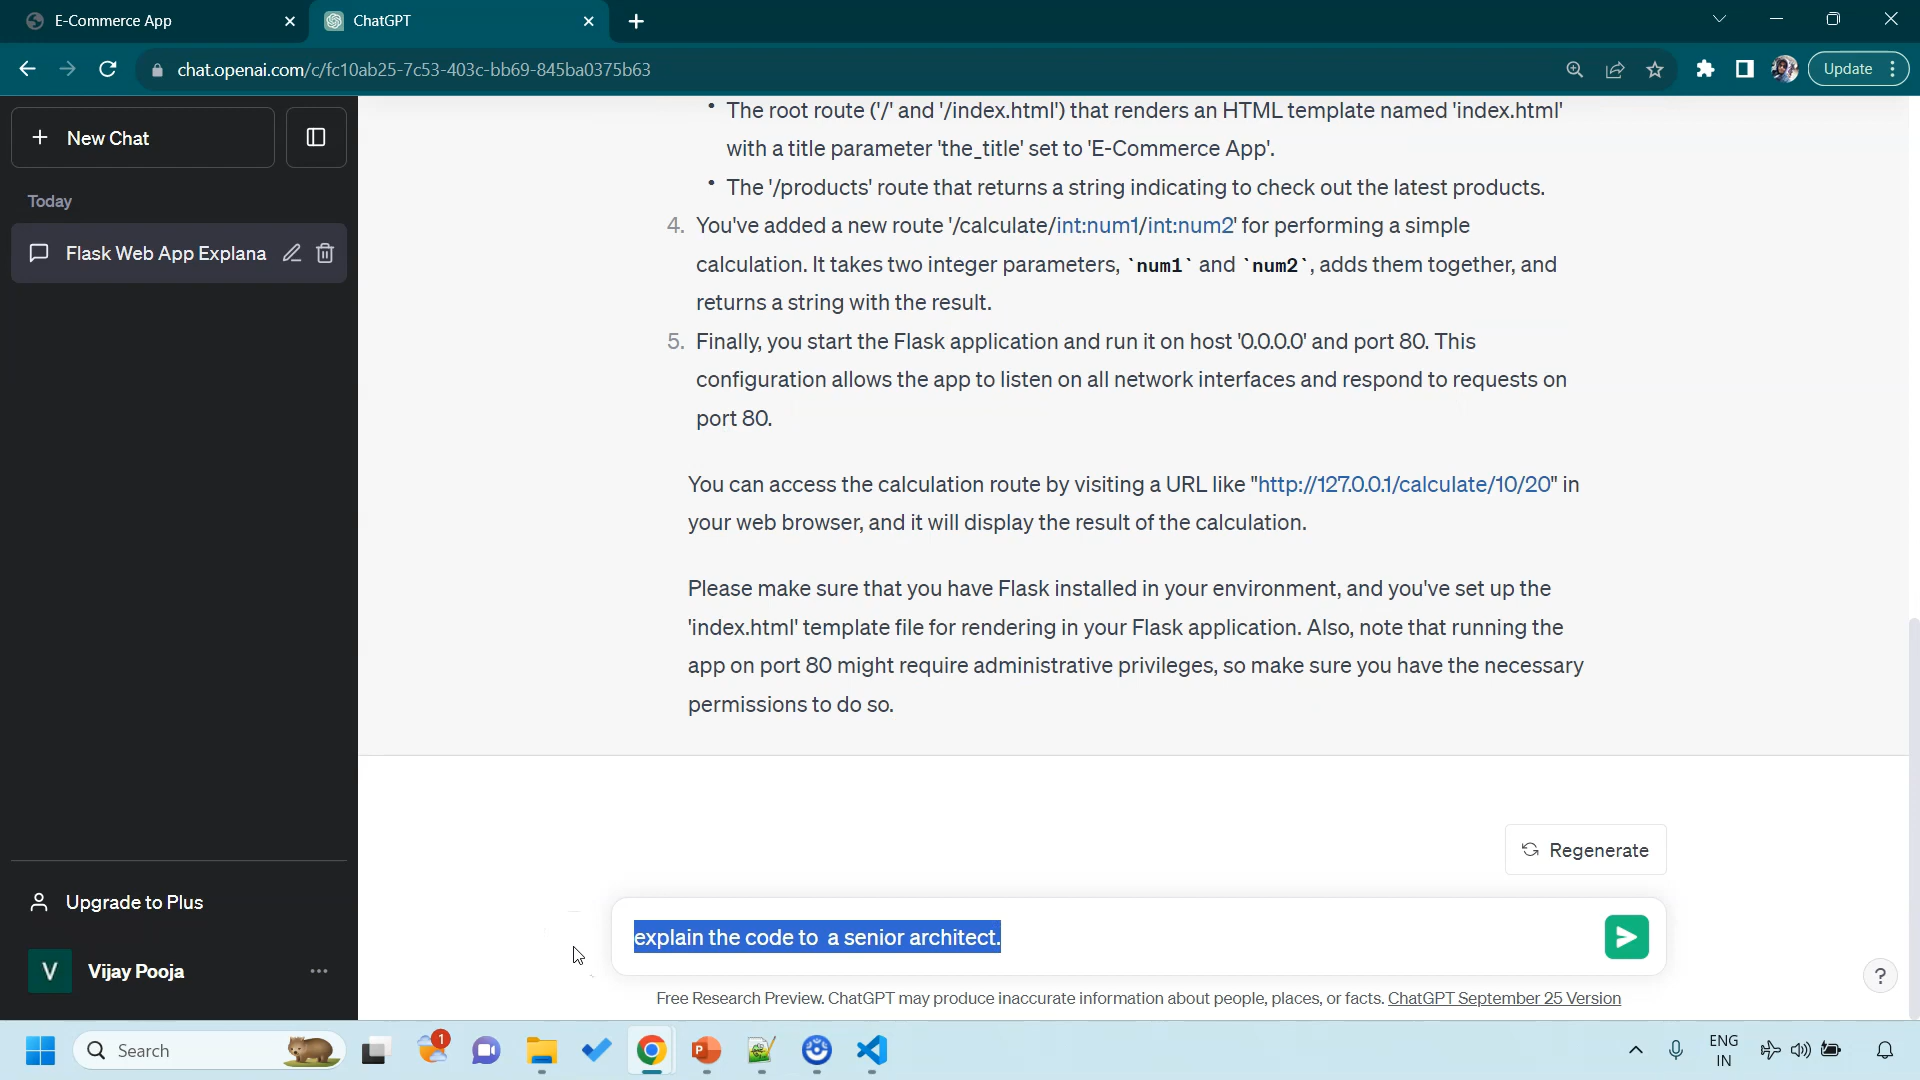 E-Commerce App
ChatGPT
chat.openai.com/c/fc10ab25-7c53-403c-bb69-845ba0375b63
Update
New Chat
Today
Flask Web App Explana
• The root route ('/' and '/index.html') that renders an HTML template named 'index.html'
with a title parameter 'the_title' set to 'E-Commerce App'.
• The '/products' route that returns a string indicating to check out the latest products.
4. You've added a new route '/calculate/int:num1/int:num2' for performing a simple
calculation. It takes two integer parameters, `num1` and `num2`, adds them together, and
returns a string with the result.
5. Finally, you start the Flask application and run it on host '0.0.0.0' and port 80. This
configuration allows the app to listen on all network interfaces and respond to requests on
port 80.
You can access the calculation route by visiting a URL like "http://127.0.0.1/calculate/10/20" in
your web browser, and it will display the result of the calculation.
Please make sure that you have Flask installed in your environment, and you've set up the
'index.html' template file for rendering in your Flask application. Also, note that running the
app on port 80 might require administrative privileges, so make sure you have the necessary
permissions to do so.
Regenerate
Upgrade to Plus
explain the code to  a senior architect.
V
Vijay Pooja
?
Free Research Preview. ChatGPT may produce inaccurate information about people, places, or facts. ChatGPT September 25 Version
Search
1
P
ENG
IN